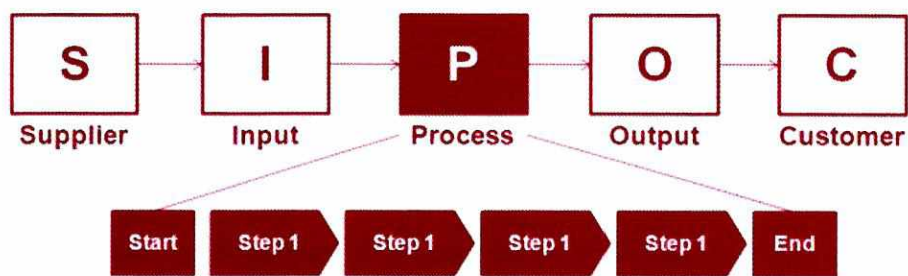 S I P O C
Supplier Input Process Output Customer
Start Step 1 Step 1 Step 1 Step 1 End